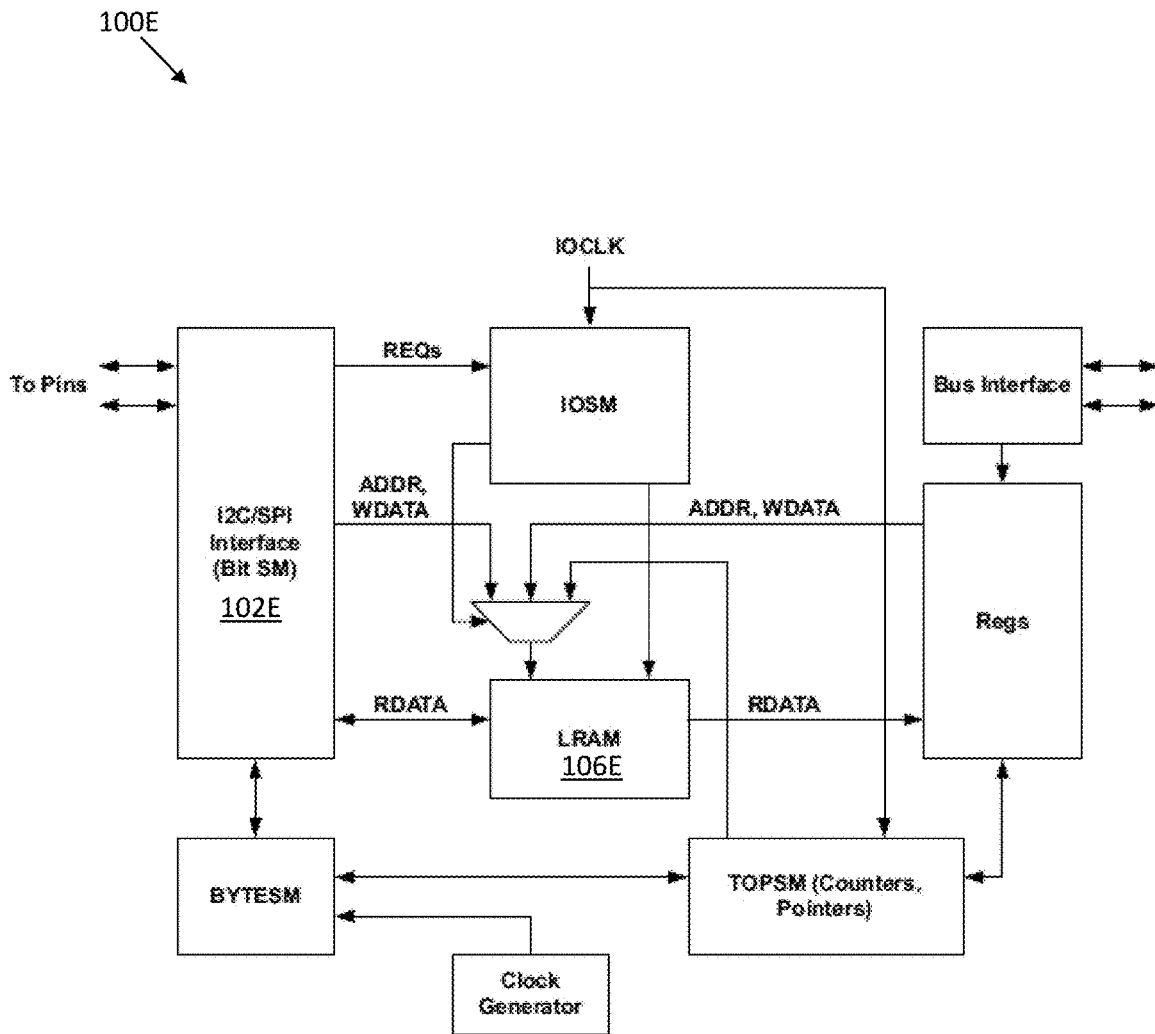 100E
IOCLK
To Pins
REQs
IOSM
Bus Interface
ADDR,
WDATA
ADDR, WDATA
I2C/SPI
Interface
(Bit SM)
102E
Regs
RDATA
RDATA
LRAM
106E
BYTESM
TOPSM (Counters,
Pointers)
Clock
Generator